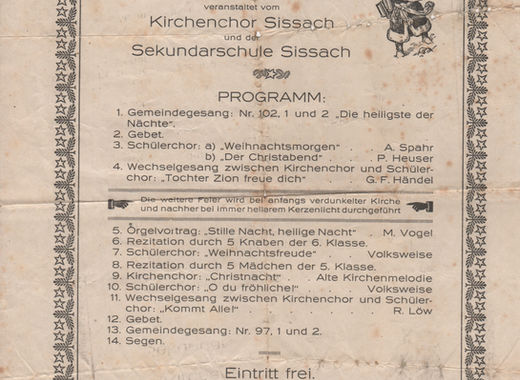 veranstaltet vom
Kirchenchor Sissach
und der
Sekundarschule Sissach
PROGRAMM:
1. Gemeindegesang: Nr. 102, 1 und 2 „Die heiligste der
Nächte".
2. Gebet.
3. Schülerchor: a) „Weihnachtsmorgen" . A. Spahr
b) „Der Christabend" . P. Heuser
4. Wechselgesang zwischen Kirchenchor und Schüler-
chor: „Tochter Zion freue dich" . G. F. Händel
Die weitere Feier wird bei anfangs verdunkelter Kirche
und nachher bei immer hellerem Kerzenlicht durchgeführt
5. Orgelvortrag: „Stille Nacht, heilige Nacht" . M. Vogel
6. Rezitation durch 5 Knaben der 6. Klasse.
7. Schülerchor: „Weihnachtsfreude" . Volksweise
8. Rezitation durch 5 Mädchen der 5. Klasse.
9. Kirchenchor: „Christnacht" . Alte Kirchenmelodie
10. Schülerchor: „O du fröhliche!" . Volksweise
11. Wechselgesang zwischen Kirchenchor und Schüler-
chor: „Kommt Alle!" . R. Löw
12. Gebet.
13. Gemeindegesang: Nr. 97, 1 und 2.
14. Segen.
Eintritt frei.